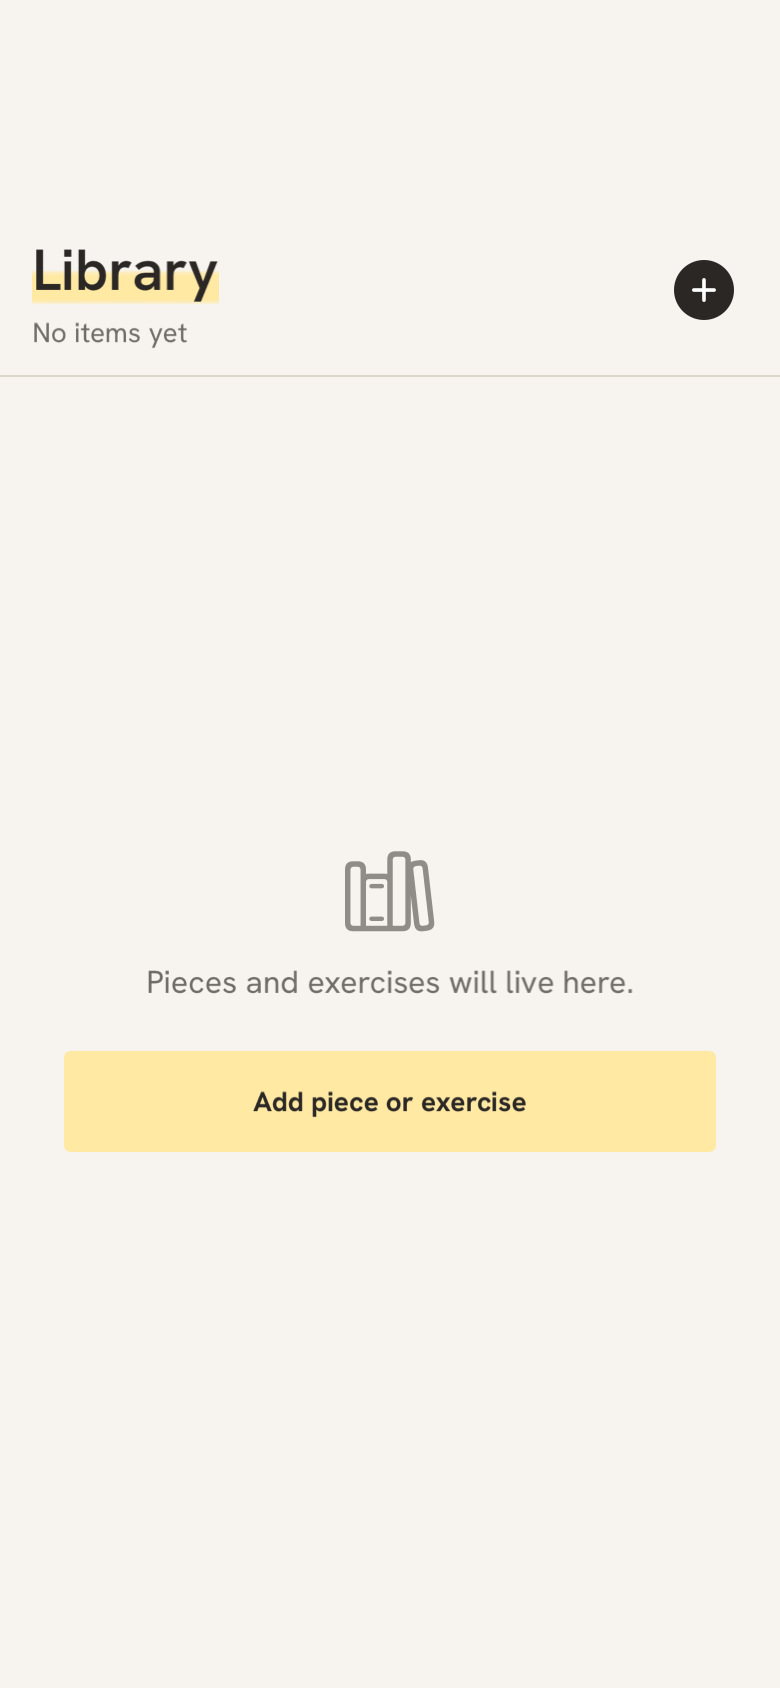 Library
No items yet
Pieces and exercises will live here.
Add piece or exercise